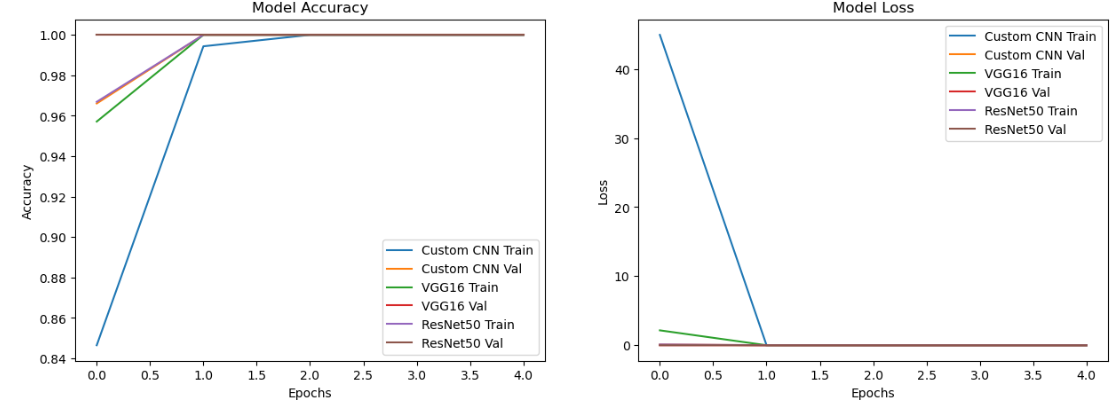 Model Accuracy
1.00
0.98
0.96
0.94
0.92
0.90
0.88
0.86
0.84
Accuracy
0.0 0.5 1.0 1.5 2.0 2.5 3.0 3.5 4.0
Epochs
Custom CNN Train
Custom CNN Val
VGG16 Train
VGG16 Val
ResNet50 Train
ResNet50 Val
Model Loss
40
30
20
10
0
Loss
0.0 0.5 1.0 1.5 2.0 2.5 3.0 3.5 4.0
Epochs
Custom CNN Train
Custom CNN Val
VGG16 Train
VGG16 Val
ResNet50 Train
ResNet50 Val